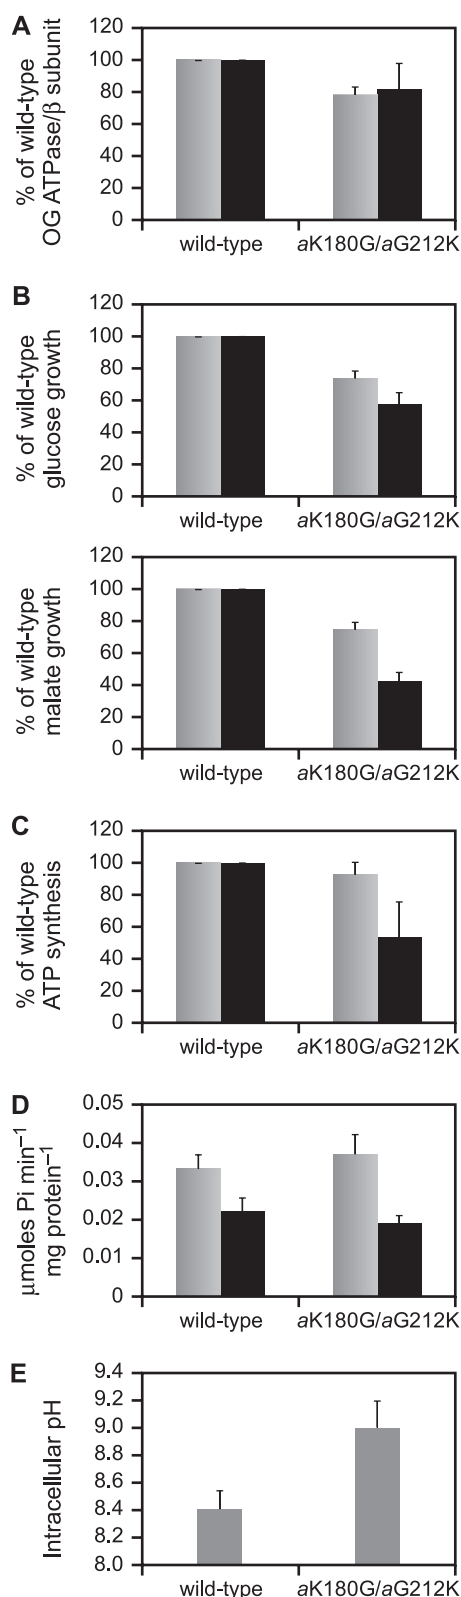 A
% of wild-type
OG ATPase/β subunit
120
100
80
60
40
20
0
wild-type aK180G/aG212K
B
% of wild-type
glucose growth
120
100
80
60
40
20
0
wild-type aK180G/aG212K
% of wild-type
malate growth
120
100
80
60
40
20
0
wild-type aK180G/aG212K
C
% of wild-type
ATP synthesis
120
100
80
60
40
20
0
wild-type aK180G/aG212K
D
μmoles Pi min⁻¹
mg protein⁻¹
0.05
0.04
0.03
0.02
0.01
0
wild-type aK180G/aG212K
E
Intracellular pH
9.4
9.2
9.0
8.8
8.6
8.4
8.2
8.0
wild-type aK180G/aG212K